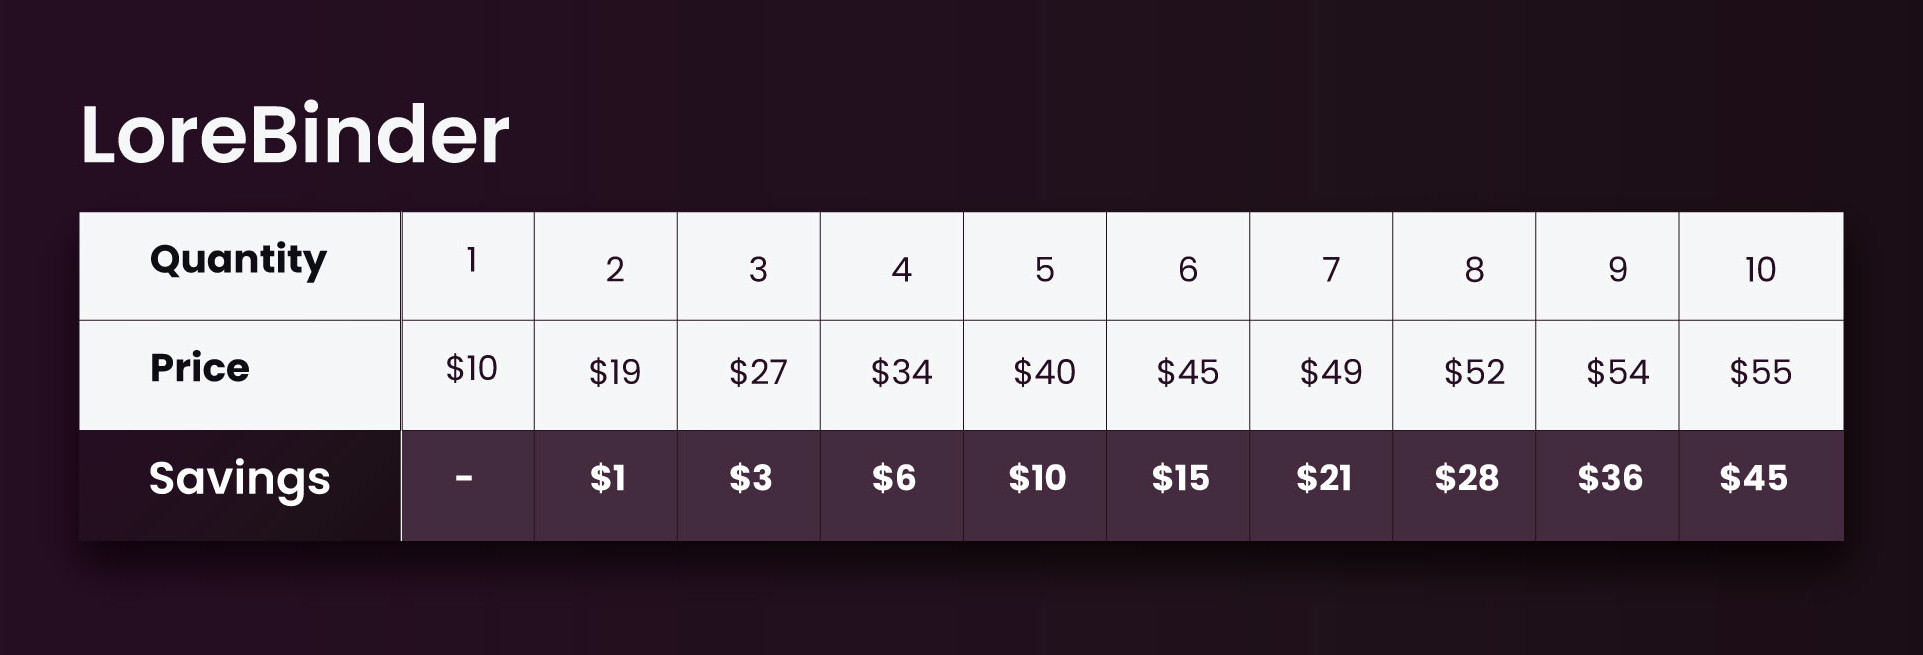 LoreBinder
Quantity 1 2 3 4 5 6 7 8 9 10
Price $10 $19 $27 $34 $40 $45 $49 $52 $54 $55
Savings - $1 $3 $6 $10 $15 $21 $28 $36 $45